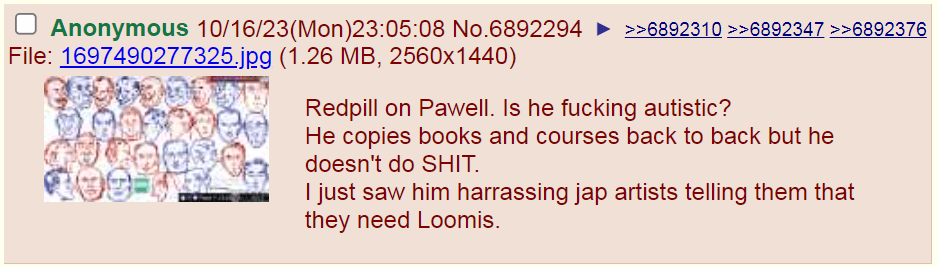 Anonymous 10/16/23(Mon)23:05:08 No.6892294 ▶ >>6892310 >>6892347 >>6892376
File: 1697490277325.jpg (1.26 MB, 2560x1440)
Redpill on Pawell. Is he fucking autistic?
He copies books and courses back to back but he
doesn't do SHIT.
I just saw him harrassing jap artists telling them that
they need Loomis.